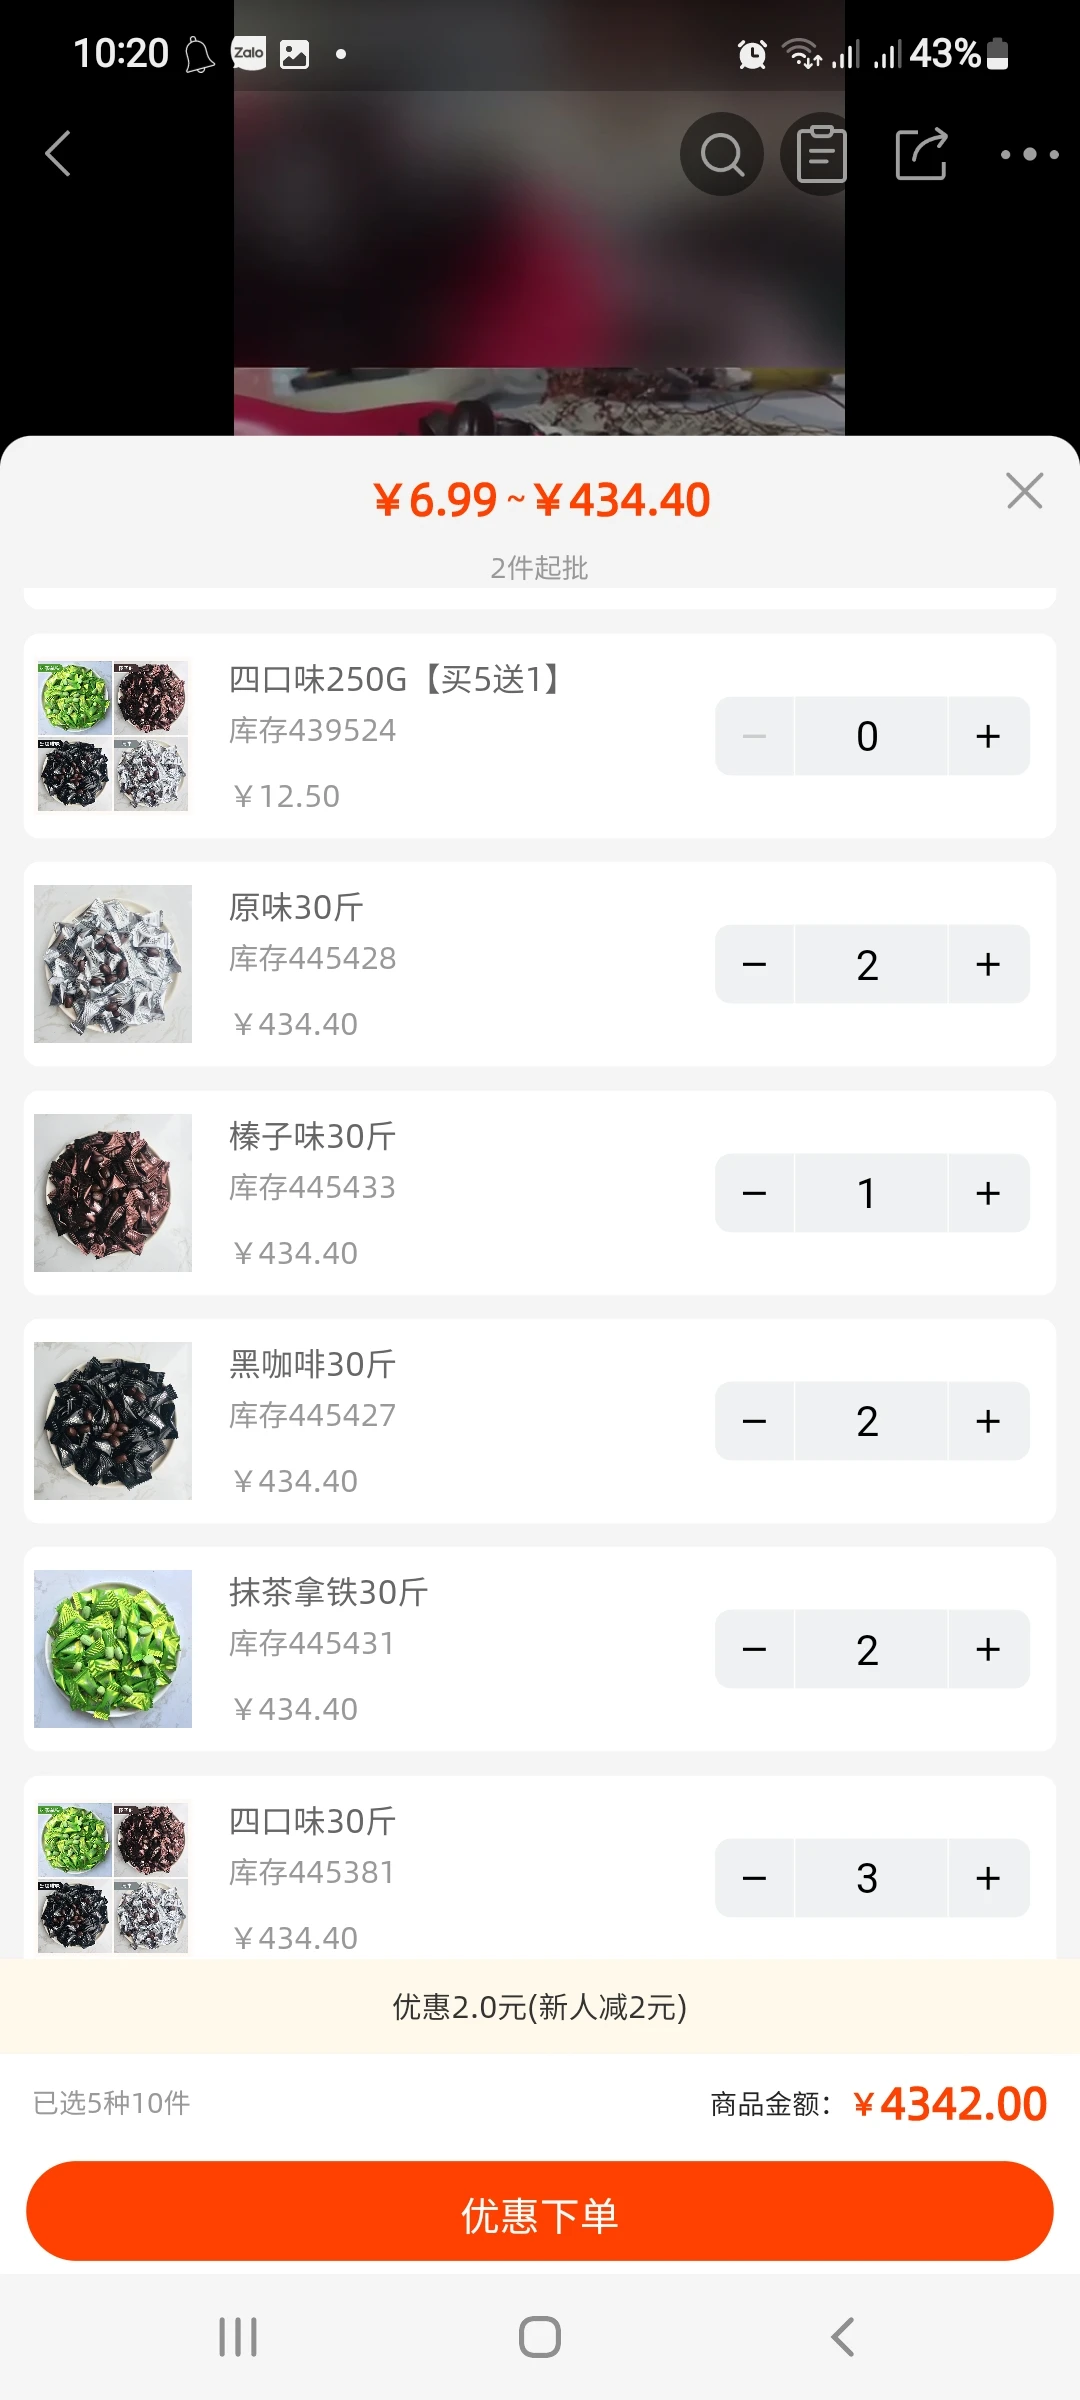 10:20 Zalo 43%
¥6.99~¥434.40
2件起批
四口味250G【买5送1】
库存439524
¥12.50
0
原味30斤
库存445428
¥434.40
2
榛子味30斤
库存445433
¥434.40
1
黑咖啡30斤
库存445427
¥434.40
2
抹茶拿铁30斤
库存445431
¥434.40
2
四口味30斤
库存445381
¥434.40
3
优惠2.0元(新人减2元)
已选5种10件
商品金额：¥4342.00
优惠下单